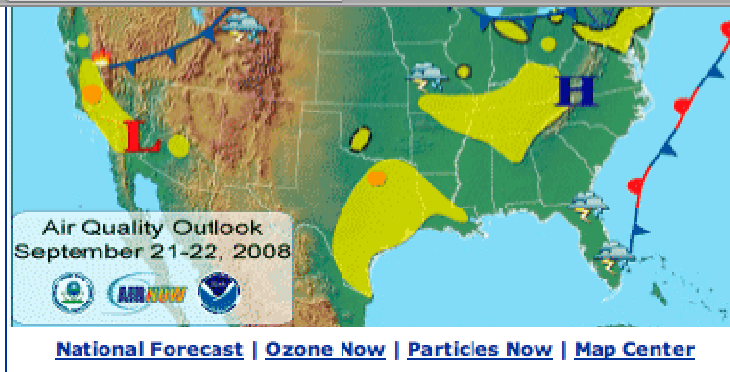 H
L
Air Quality Outlook
September 21-22, 2008
AIRNOW
National Forecast | Ozone Now | Particles Now | Map Center